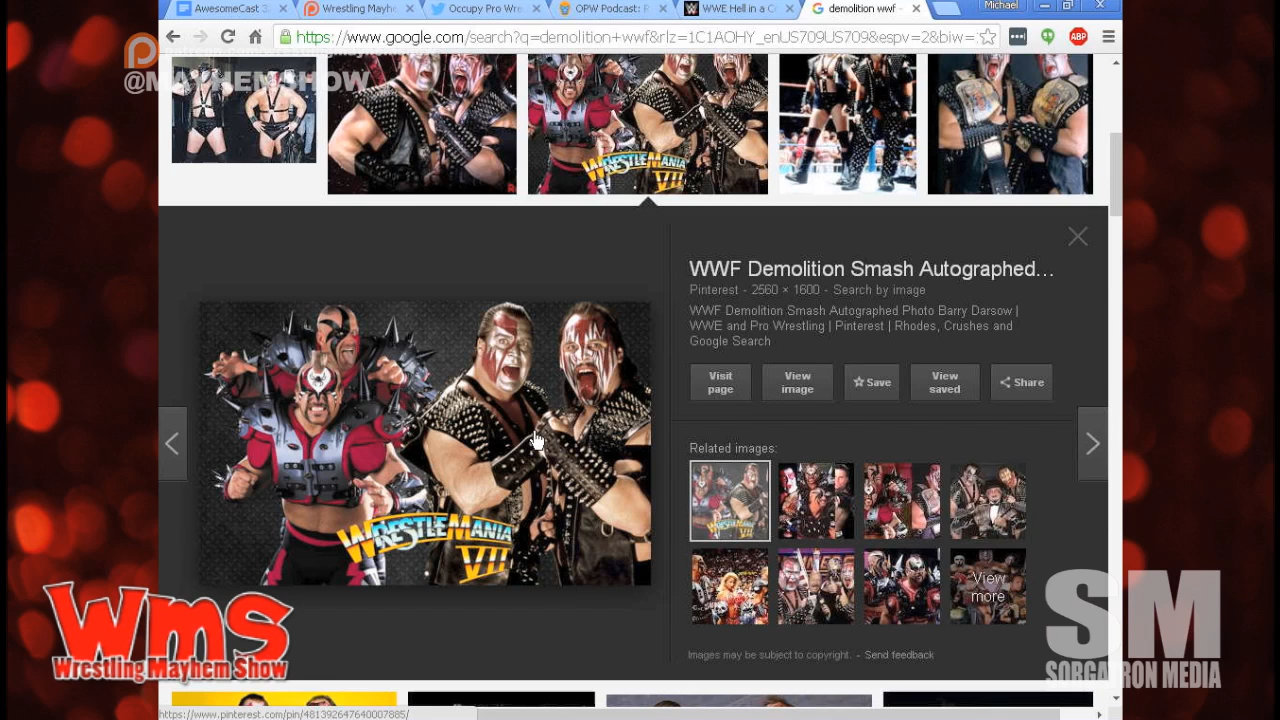 AwesomeCast 3
Wrestling Mayhem
Occupy Pro Wre
OPW Podcast: R
WWE Hell in a C
demolition wwf -
Michael
https://www.google.com/search?q=demolition+wwf&rlz=1C1AOHY_enUS709US709&espv=2&biw=
ABP
@MAYHEMSHOW
WRESTLEMANIA
VII
WWF Demolition Smash Autographed…
Pinterest - 2560 × 1600 - Search by image
WWF Demolition Smash Autographed Photo Barry Darsow |
WWE and Pro Wrestling | Pinterest | Rhodes, Crushes and
Google Search
Visit page
View image
Save
View saved
Share
Related images:
WRESTLEMANIA
VII
View more
Images may be subject to copyright. - Send feedback
WMS
Wrestling Mayhem Show
SM
SORGATRON MEDIA
https://www.pinterest.com/pin/481392647640007885/